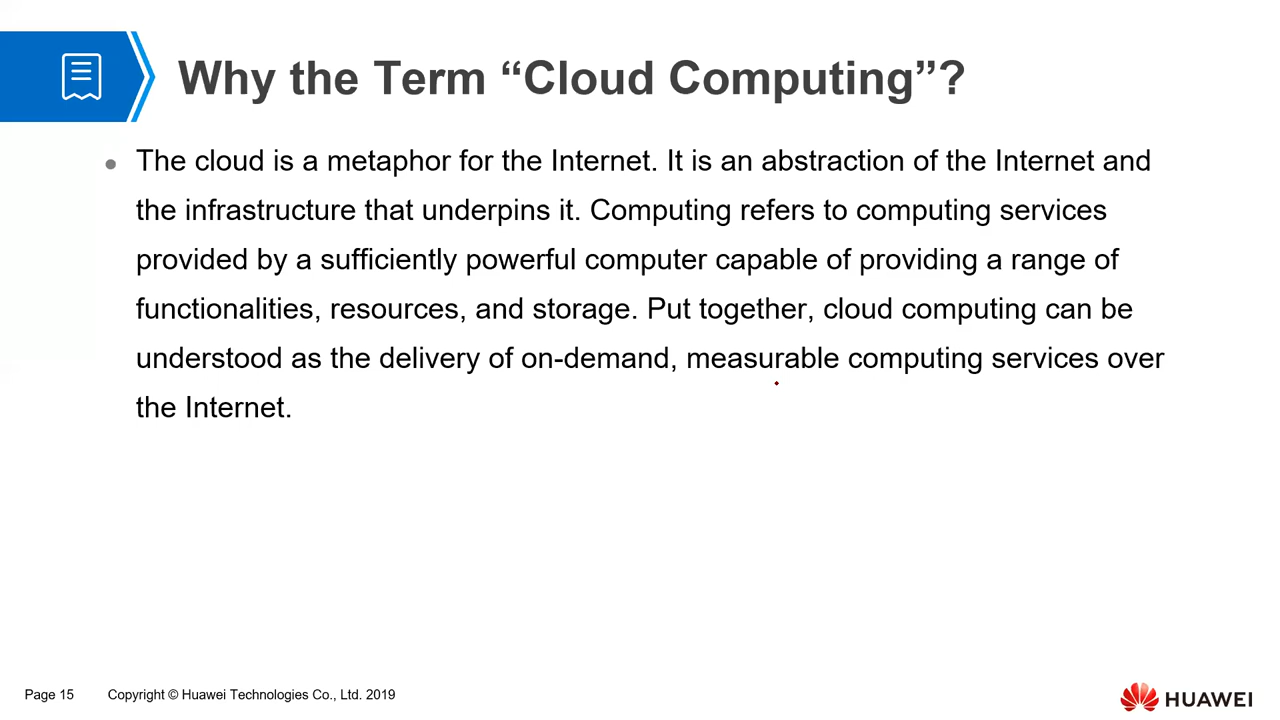 Why the Term “Cloud Computing”?
The cloud is a metaphor for the Internet. It is an abstraction of the Internet and
the infrastructure that underpins it. Computing refers to computing services
provided by a sufficiently powerful computer capable of providing a range of
functionalities, resources, and storage. Put together, cloud computing can be
understood as the delivery of on-demand, measurable computing services over
the Internet.
Page 15
Copyright © Huawei Technologies Co., Ltd. 2019
HUAWEI